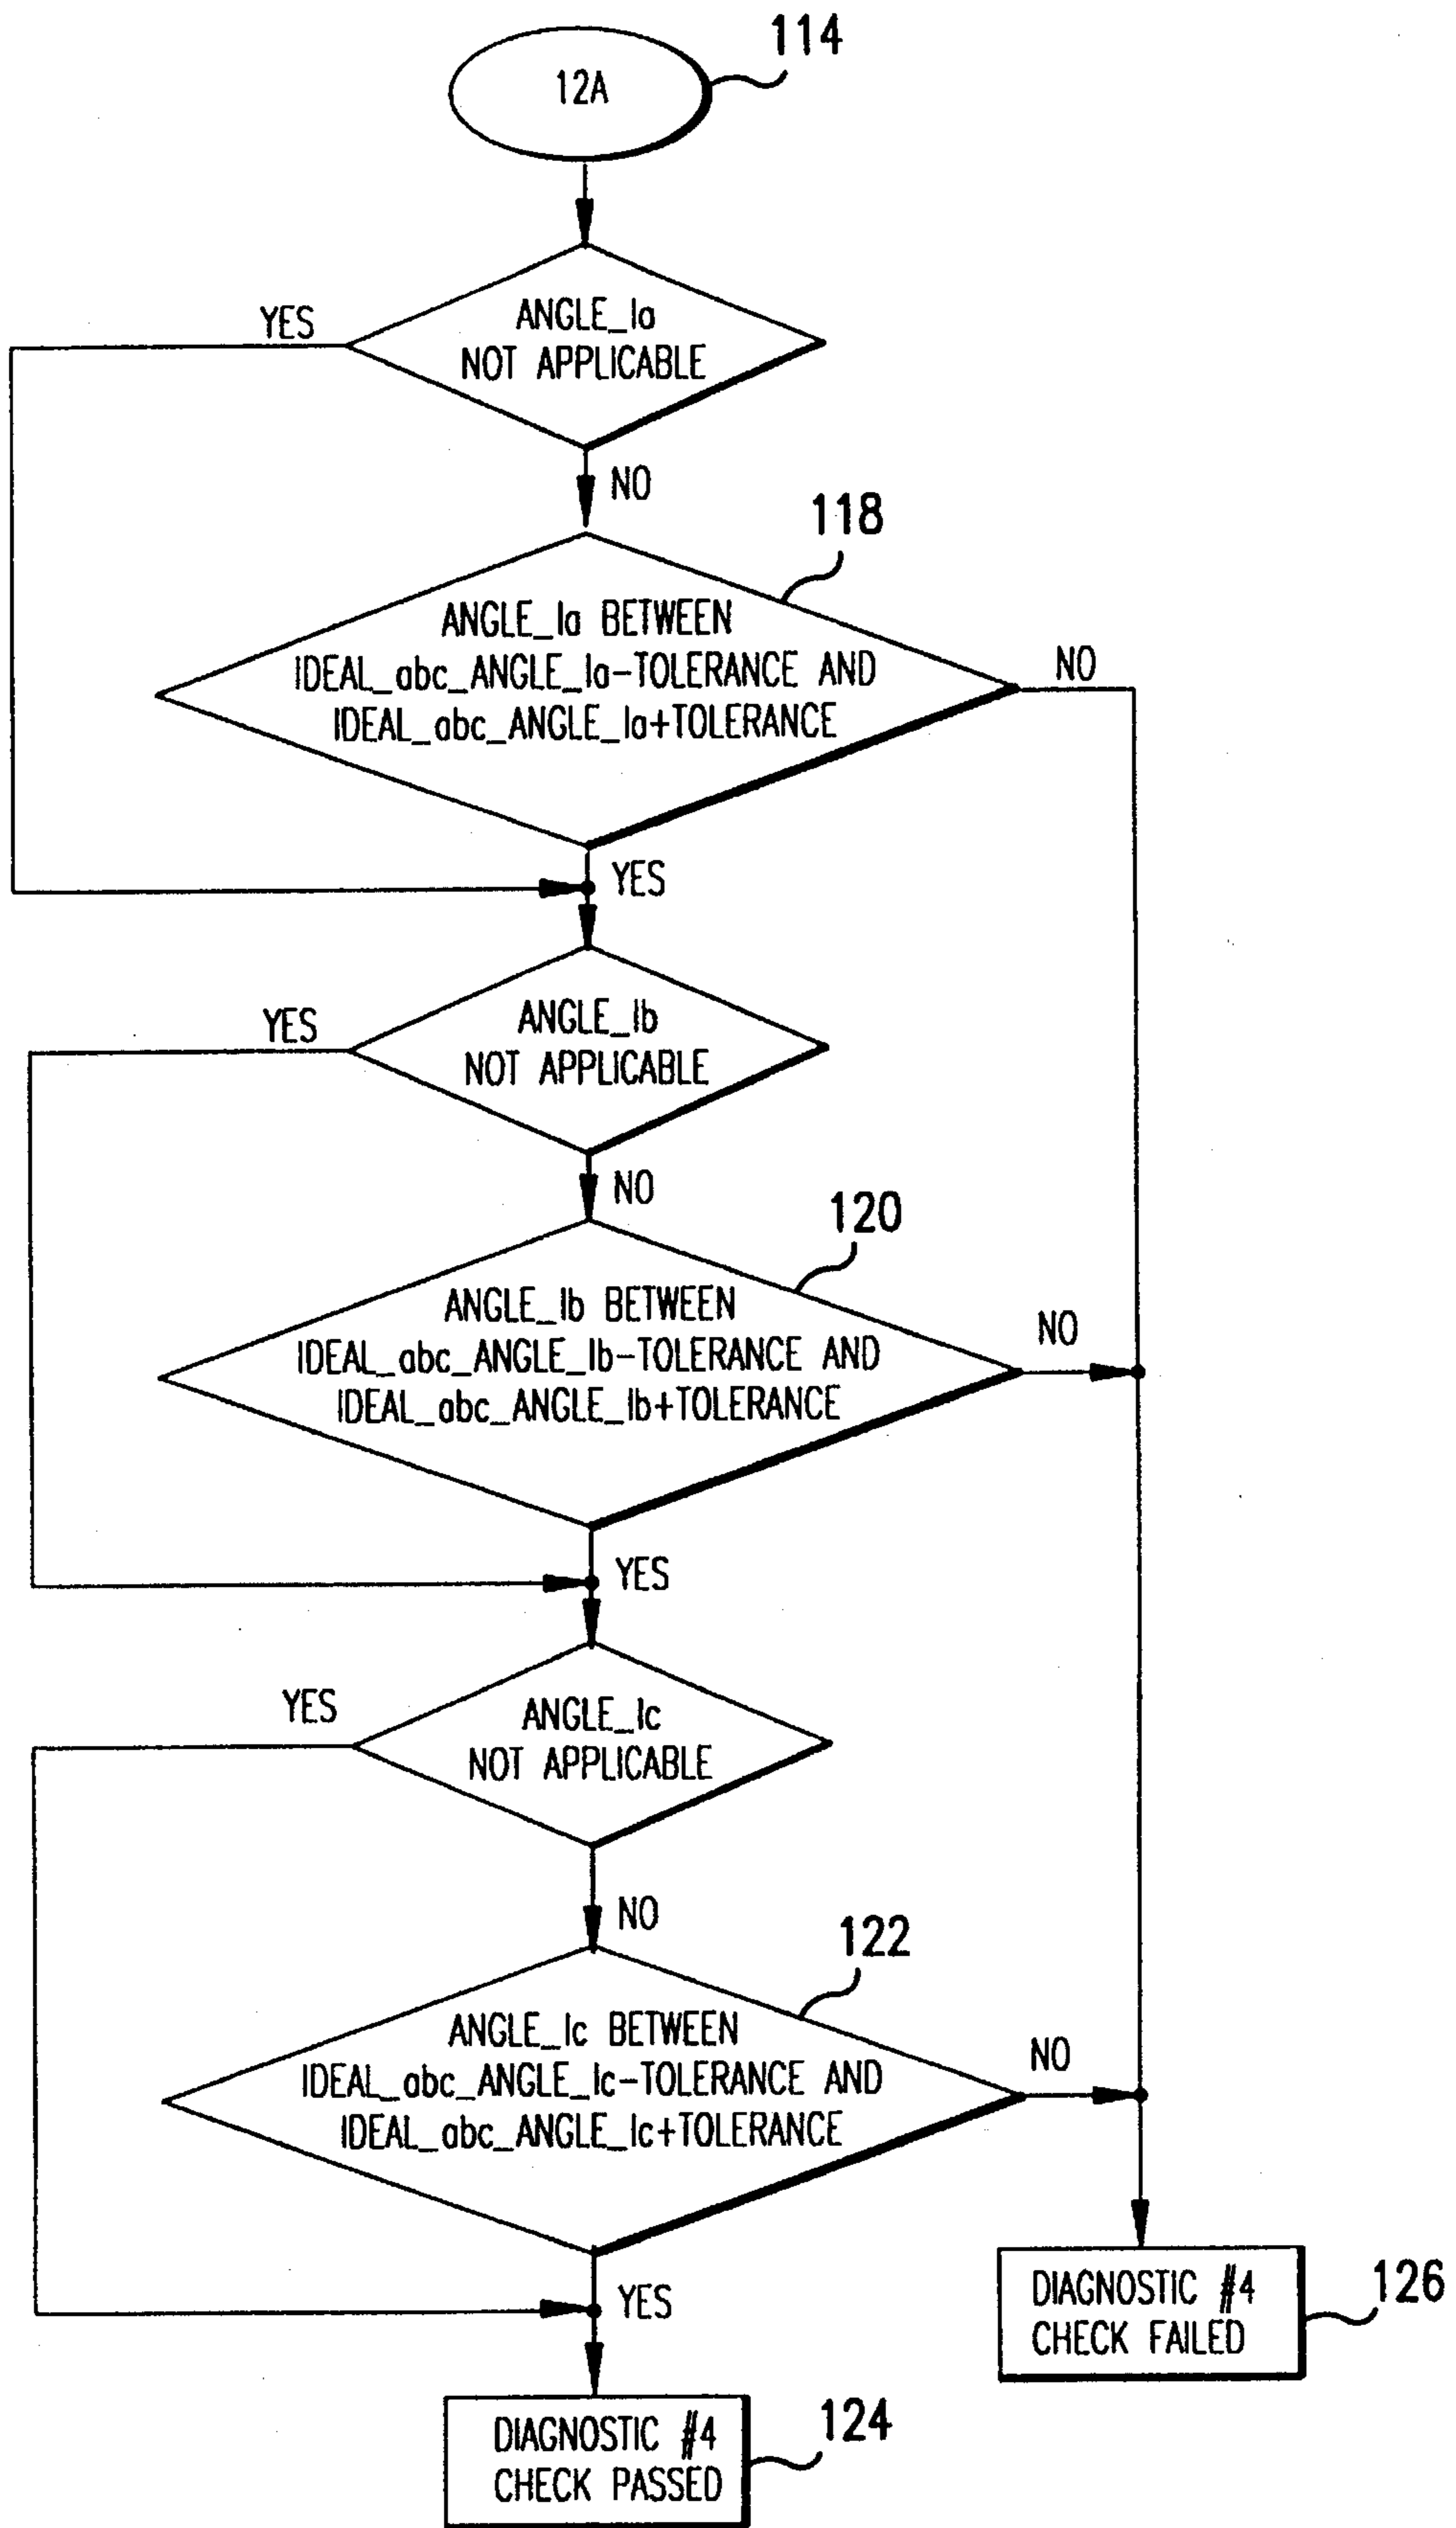 114
12A
YES
ANGLE_Ia
NOT APPLICABLE
NO
118
ANGLE_Ia BETWEEN
IDEAL_abc_ANGLE_Ia-TOLERANCE AND
IDEAL_abc_ANGLE_Ia+TOLERANCE
NO
YES
YES
ANGLE_Ib
NOT APPLICABLE
NO
120
ANGLE_Ib BETWEEN
IDEAL_abc_ANGLE_Ib-TOLERANCE AND
IDEAL_abc_ANGLE_Ib+TOLERANCE
NO
YES
YES
ANGLE_Ic
NOT APPLICABLE
NO
122
ANGLE_Ic BETWEEN
IDEAL_abc_ANGLE_Ic-TOLERANCE AND
IDEAL_abc_ANGLE_Ic+TOLERANCE
NO
YES
DIAGNOSTIC #4
CHECK FAILED
126
DIAGNOSTIC #4
CHECK PASSED
124